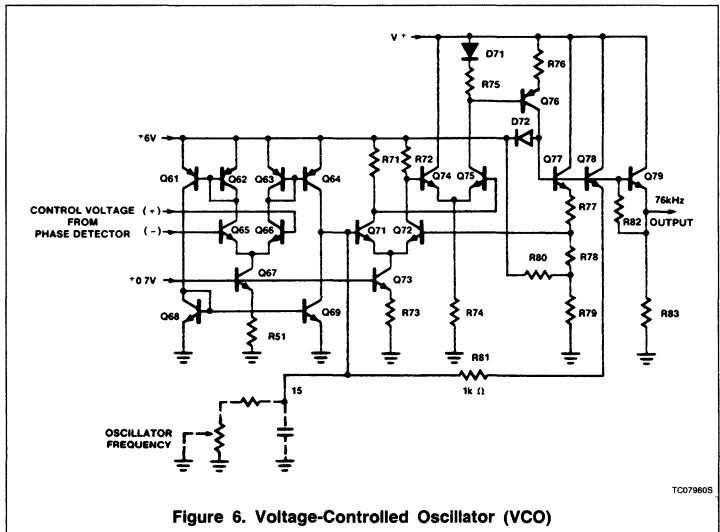 V+
D71
R76
R75
Q76
+6V
D72
Q61
Q62
Q63
Q64
R71
R72
Q74
Q75
Q77
Q78
Q79
R77
R82
76kHz
OUTPUT
CONTROL VOLTAGE
FROM
PHASE DETECTOR
(+)
(−)
Q65
Q66
Q71
Q72
R80
R78
+0 7V
Q67
Q73
Q68
Q69
R51
R73
R74
R79
R83
R81
1k Ω
15
OSCILLATOR
FREQUENCY
TC07960S
Figure 6. Voltage-Controlled Oscillator (VCO)